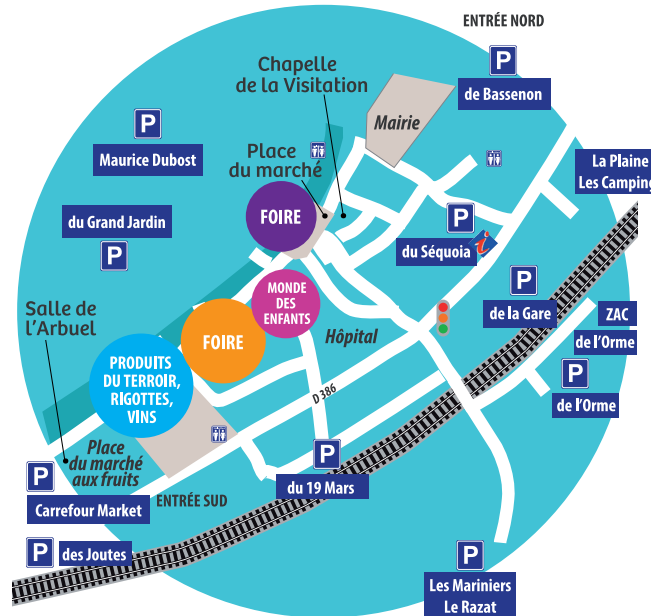 ENTRÉE NORD
P
de Bassenon
Chapelle
de la Visitation
Mairie
P
Maurice Dubost
Place
du marché
La Plaine
Les Camping
FOIRE
du Grand Jardin
P
P
du Séquoia
i
P
de la Gare
MONDE
DES
ENFANTS
Salle de
l'Arbuel
FOIRE
Hôpital
ZAC
de l'Orme
PRODUITS
DU TERROIR,
RIGOTTES,
VINS
P
de l'Orme
D 386
Place
du marché
aux fruits
P
du 19 Mars
P
Carrefour Market
ENTRÉE SUD
P
des Joutes
P
Les Mariniers
Le Razat